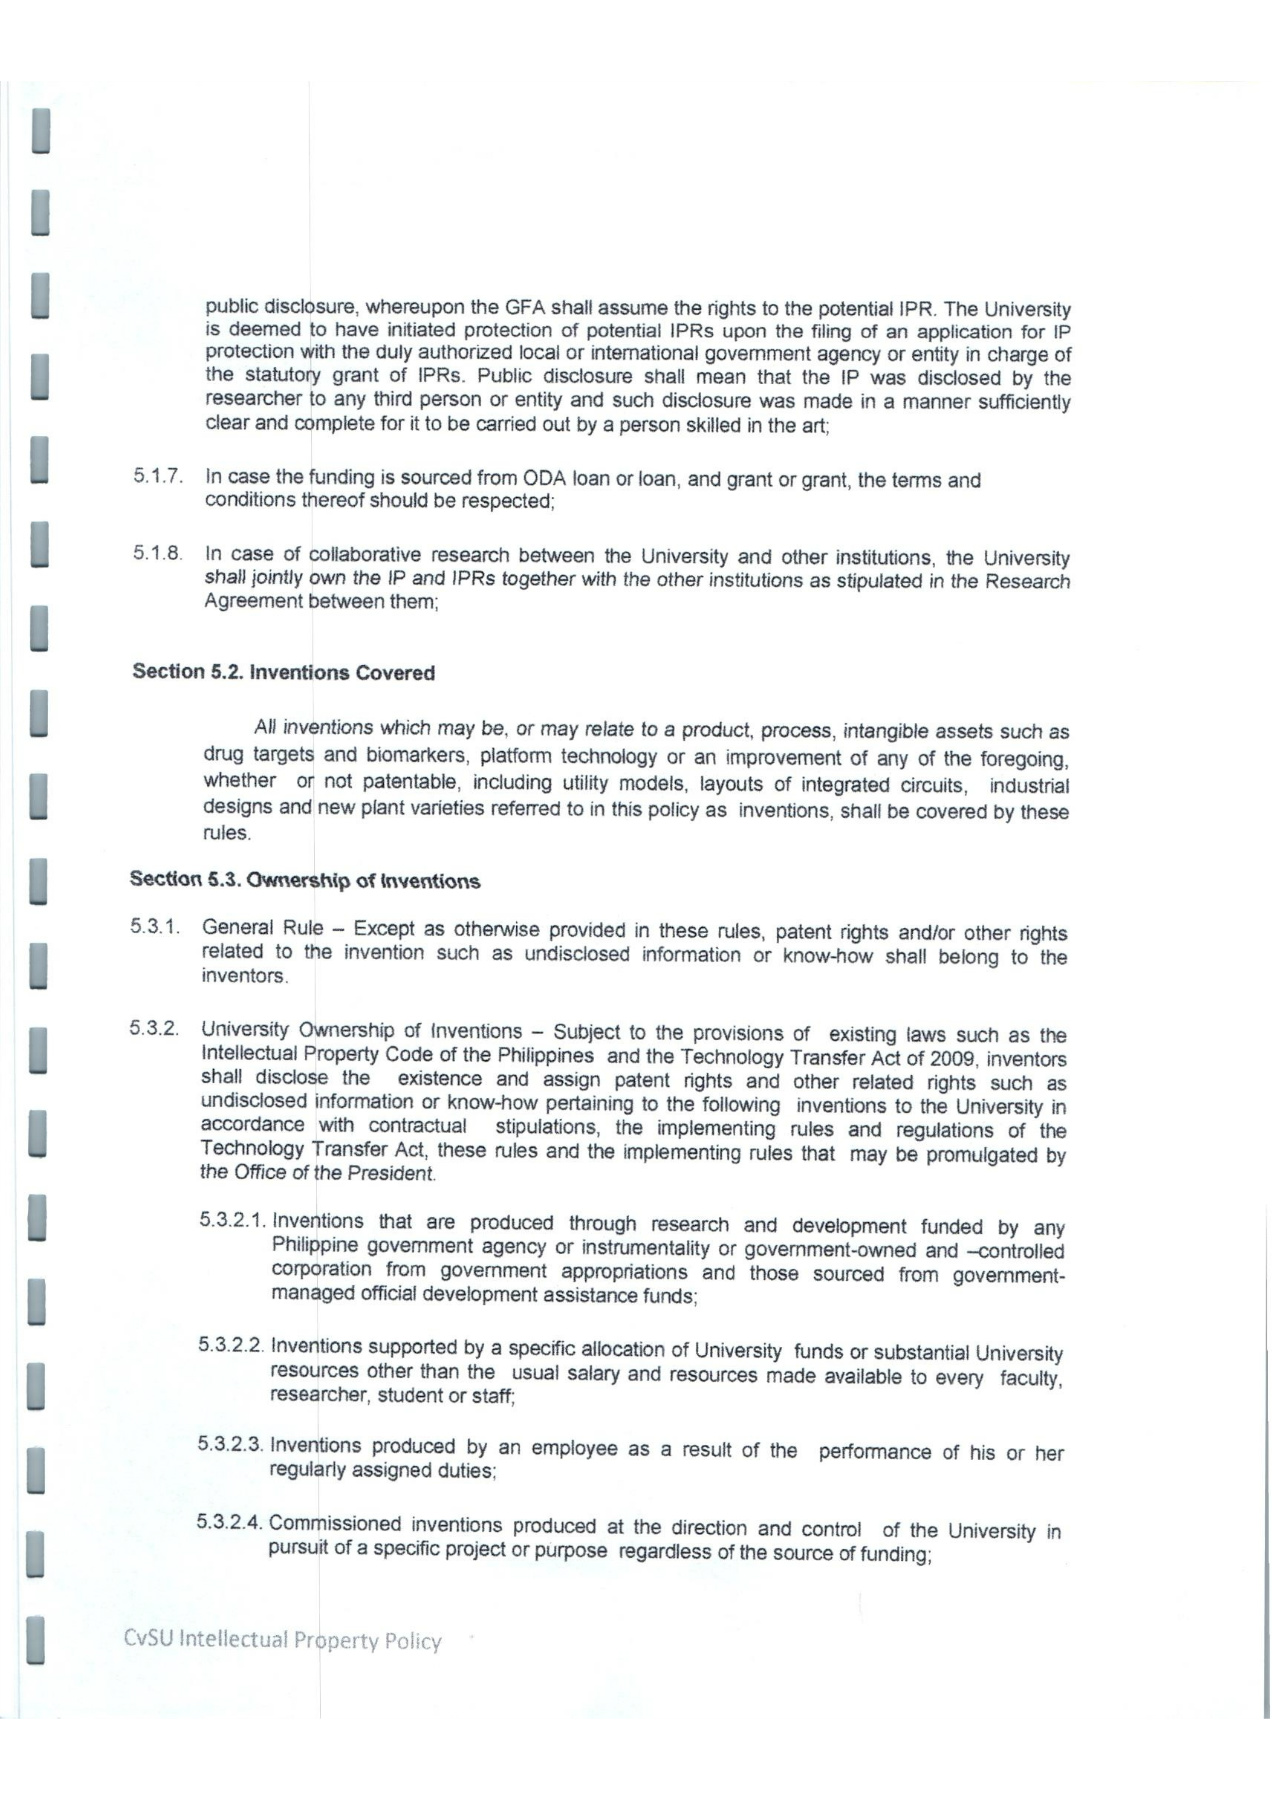 public disclosure, whereupon the GFA shall assume the rights to the potential IPR. The University
is deemed to have initiated protection of potential IPRs upon the filing of an application for IP
protection with the duly authorized local or international government agency or entity in charge of
the statutory grant of IPRs. Public disclosure shall mean that the IP was disclosed by the
researcher to any third person or entity and such disclosure was made in a manner sufficiently
clear and complete for it to be carried out by a person skilled in the art;
5.1.7. In case the funding is sourced from ODA loan or loan, and grant or grant, the terms and
conditions thereof should be respected;
5.1.8. In case of collaborative research between the University and other institutions, the University
shall jointly own the IP and IPRs together with the other institutions as stipulated in the Research
Agreement between them;
Section 5.2. Inventions Covered
All inventions which may be, or may relate to a product, process, intangible assets such as
drug targets and biomarkers, platform technology or an improvement of any of the foregoing,
whether or not patentable, including utility models, layouts of integrated circuits, industrial
designs and new plant varieties referred to in this policy as inventions, shall be covered by these
rules.
Section 5.3. Ownership of Inventions
5.3.1. General Rule – Except as otherwise provided in these rules, patent rights and/or other rights
related to the invention such as undisclosed information or know-how shall belong to the
inventors.
5.3.2. University Ownership of Inventions – Subject to the provisions of existing laws such as the
Intellectual Property Code of the Philippines and the Technology Transfer Act of 2009, inventors
shall disclose the existence and assign patent rights and other related rights such as
undisclosed information or know-how pertaining to the following inventions to the University in
accordance with contractual stipulations, the implementing rules and regulations of the
Technology Transfer Act, these rules and the implementing rules that may be promulgated by
the Office of the President.
5.3.2.1. Inventions that are produced through research and development funded by any
Philippine government agency or instrumentality or government-owned and –controlled
corporation from government appropriations and those sourced from government-
managed official development assistance funds;
5.3.2.2. Inventions supported by a specific allocation of University funds or substantial University
resources other than the usual salary and resources made available to every faculty,
researcher, student or staff;
5.3.2.3. Inventions produced by an employee as a result of the performance of his or her
regularly assigned duties;
5.3.2.4. Commissioned inventions produced at the direction and control of the University in
pursuit of a specific project or purpose regardless of the source of funding;
CvSU Intellectual Property Policy